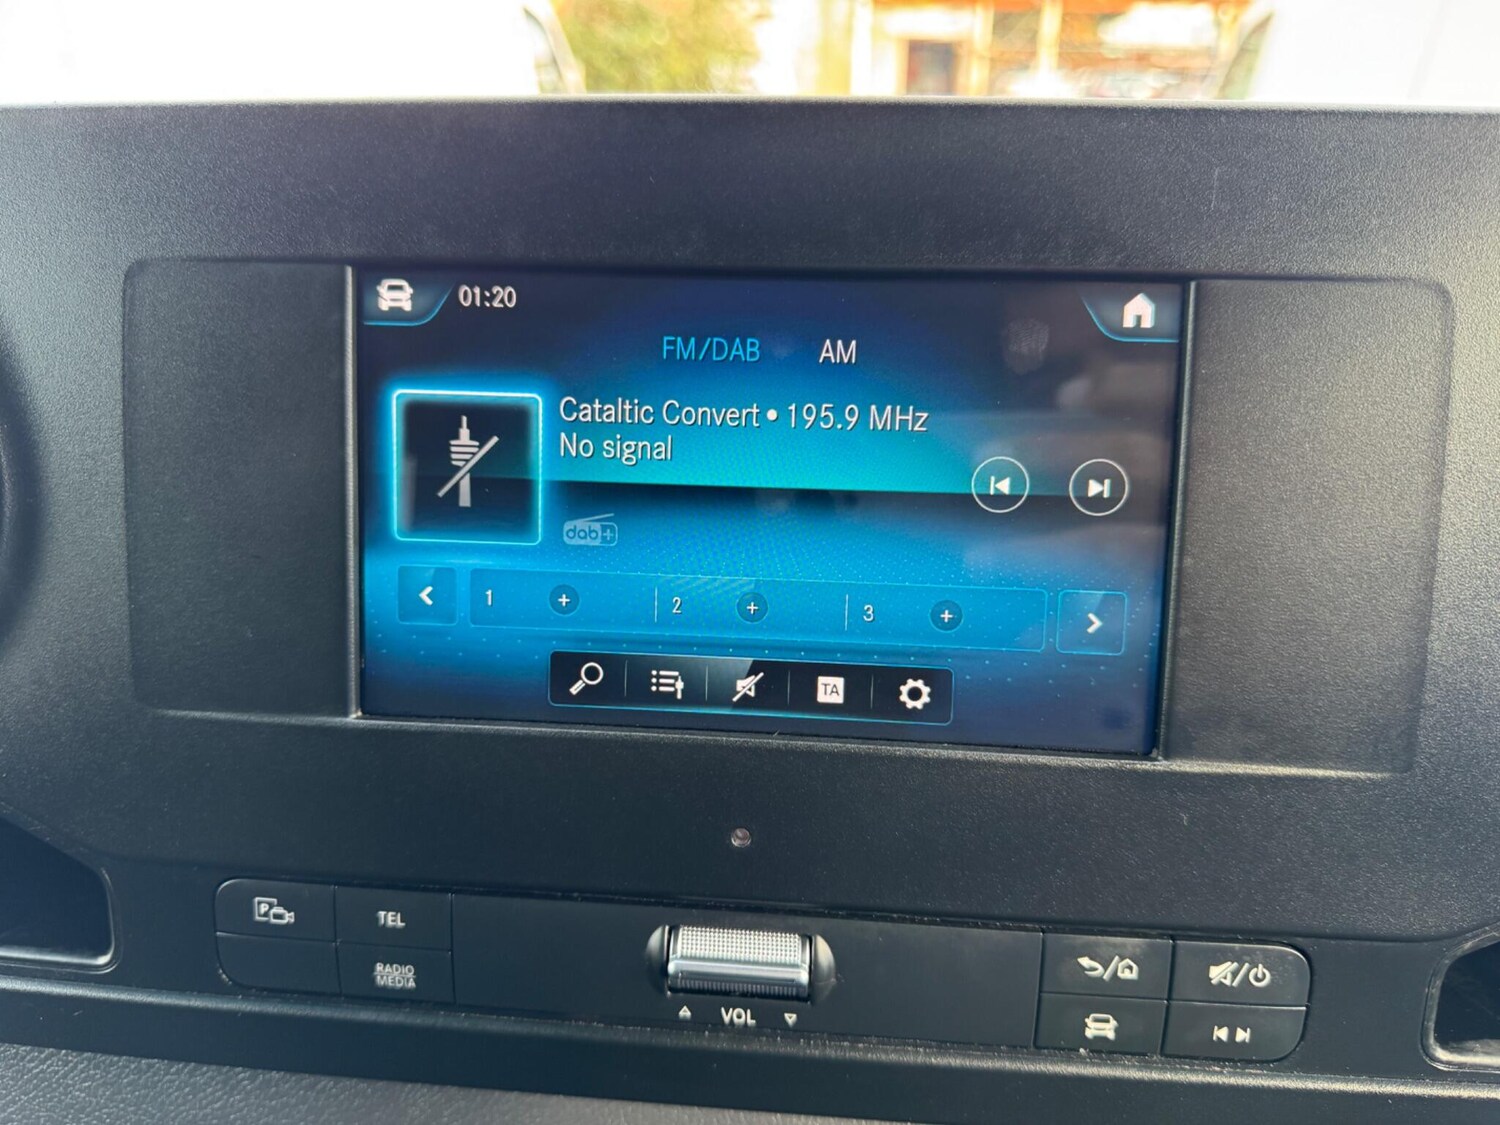 01:20
FM/DAB AM
Cataltic Convert • 195.9 MHz
No signal
dab+
1 + 2 + 3 +
TA
P TEL
RADIO
MEDIA
VOL